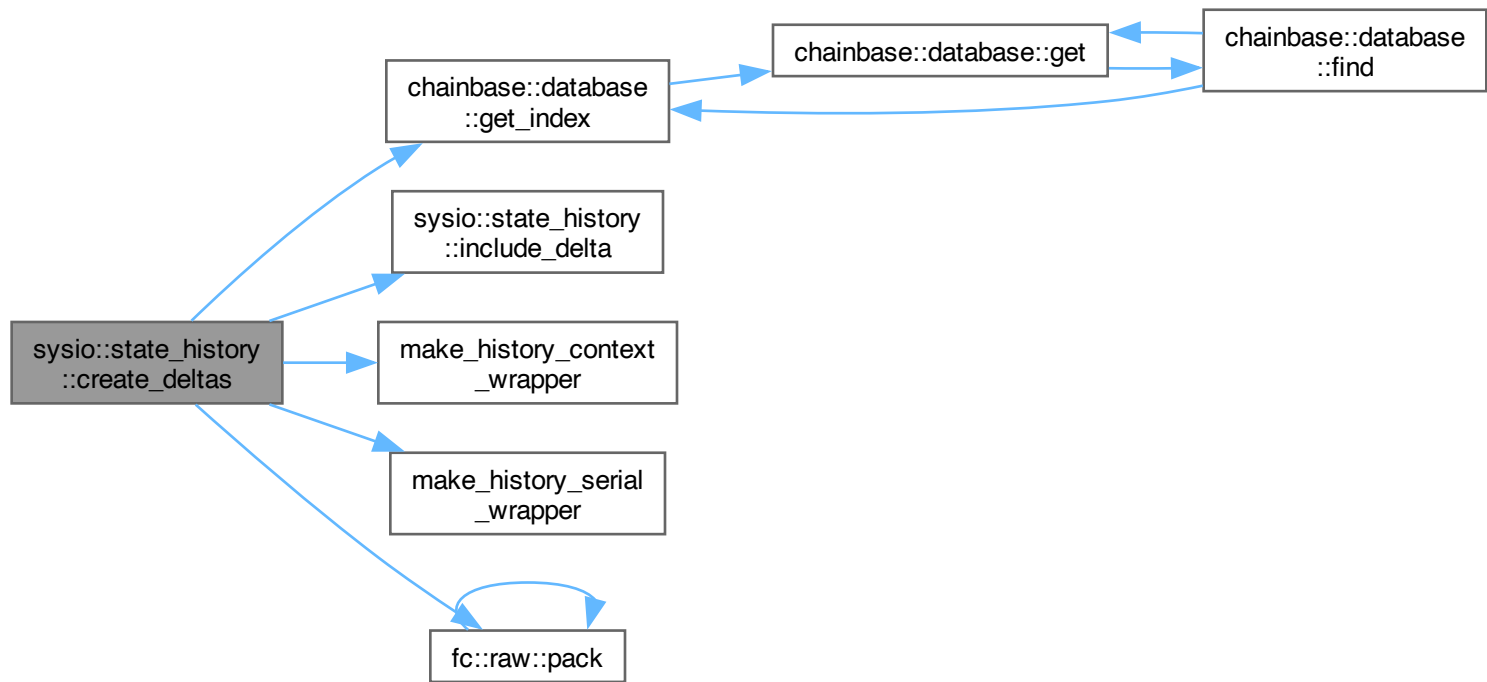 chainbase::database
::find
chainbase::database::get
chainbase::database
::get_index
sysio::state_history
::include_delta
sysio::state_history
::create_deltas
make_history_context
_wrapper
make_history_serial
_wrapper
fc::raw::pack